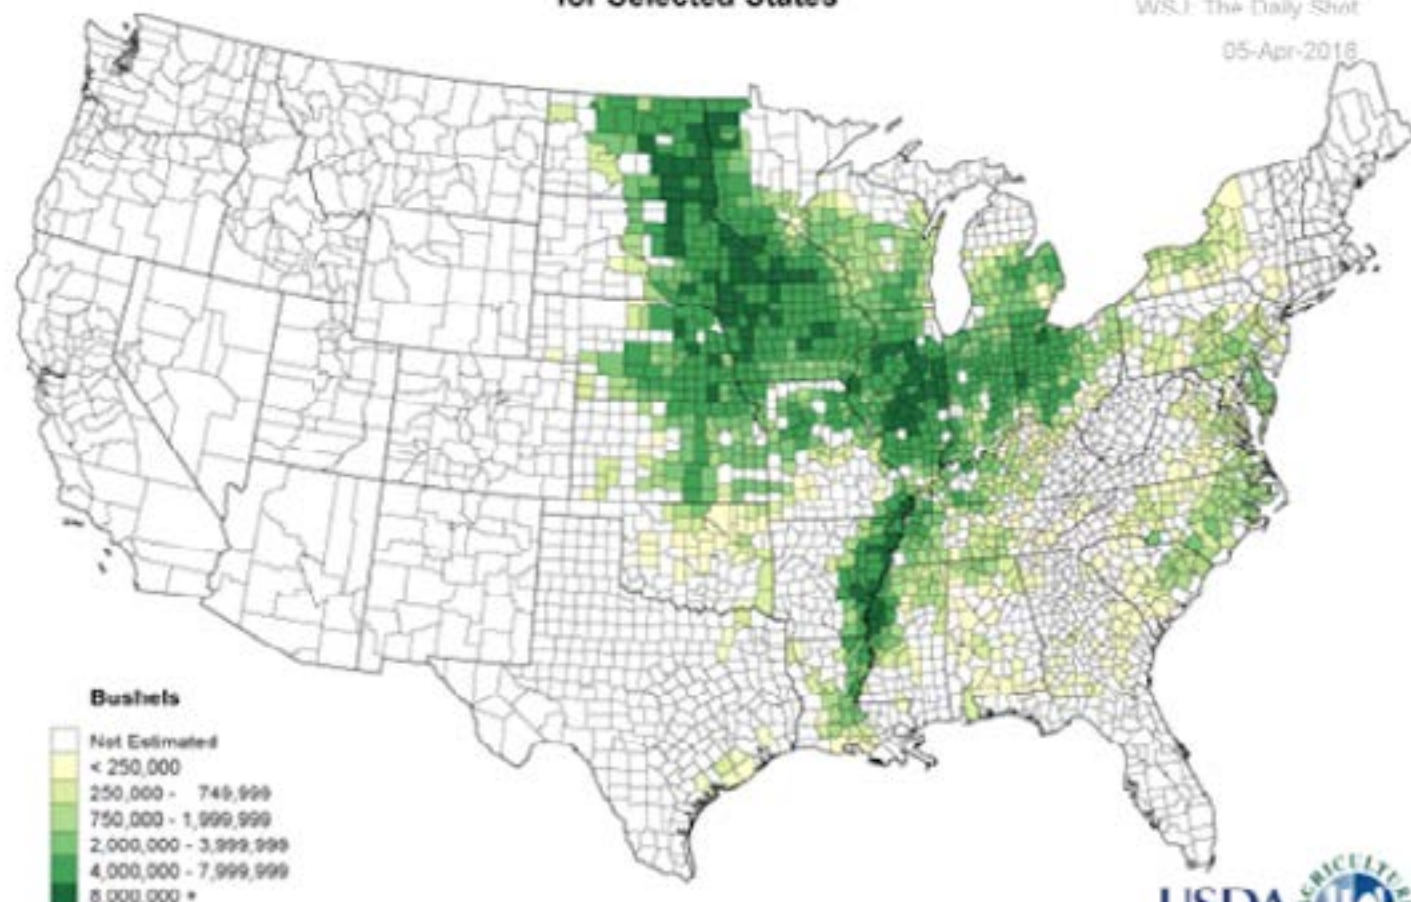 for Selected States
WSJ: The Daily Shot
05-Apr-2018
Bushels
Not Estimated
< 250,000
250,000 - 749,999
750,000 - 1,999,999
2,000,000 - 3,999,999
4,000,000 - 7,999,999
8,000,000 +
USDA
AGRICULTUR